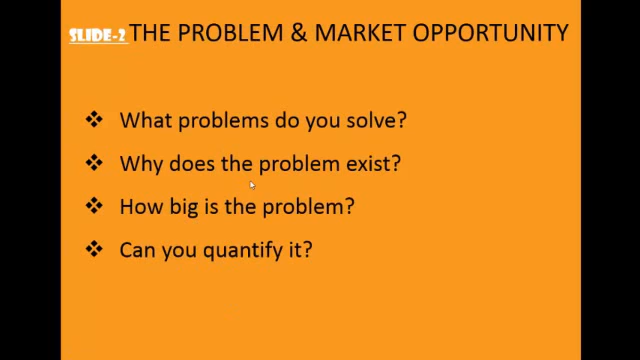 SLIDE-2 THE PROBLEM & MARKET OPPORTUNITY
❖ What problems do you solve?
❖ Why does the problem exist?
❖ How big is the problem?
❖ Can you quantify it?